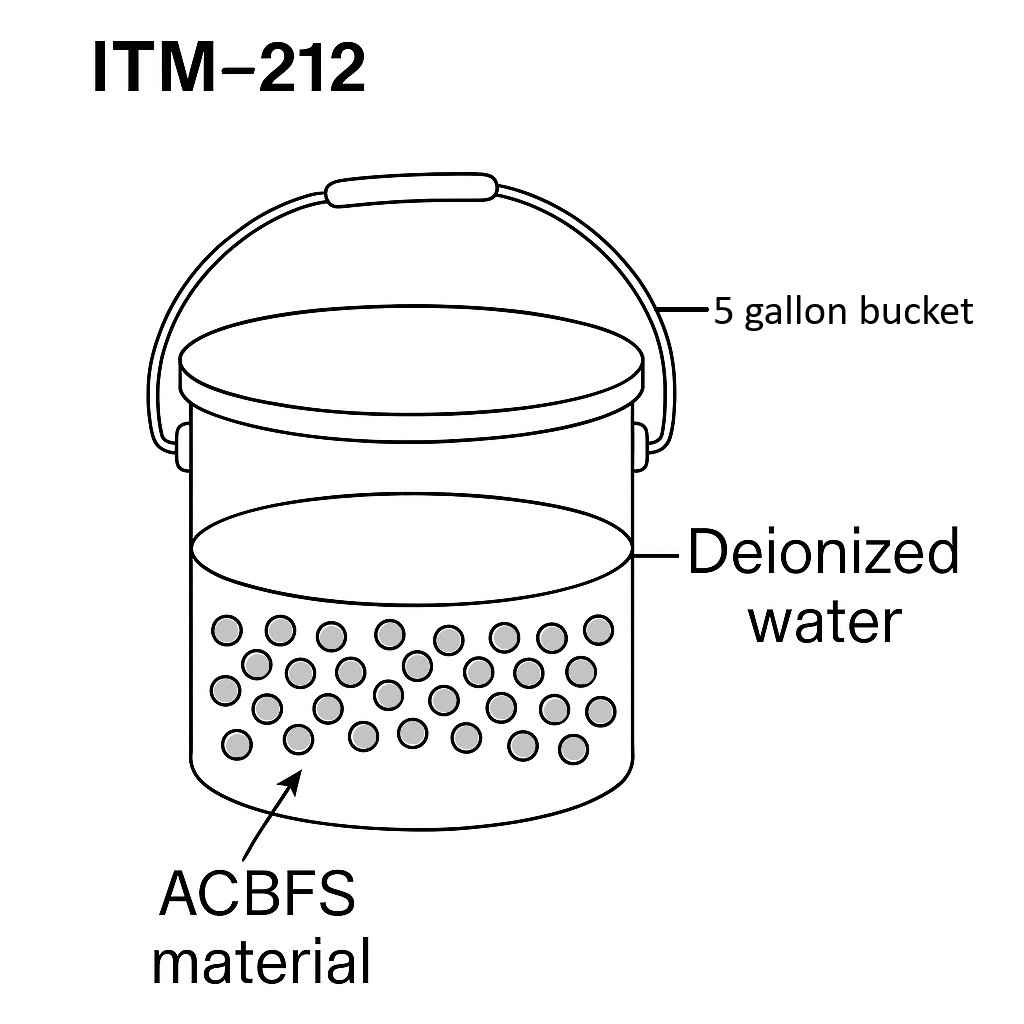 ITM–212
5 gallon bucket
Deionized
water
ACBFS
material